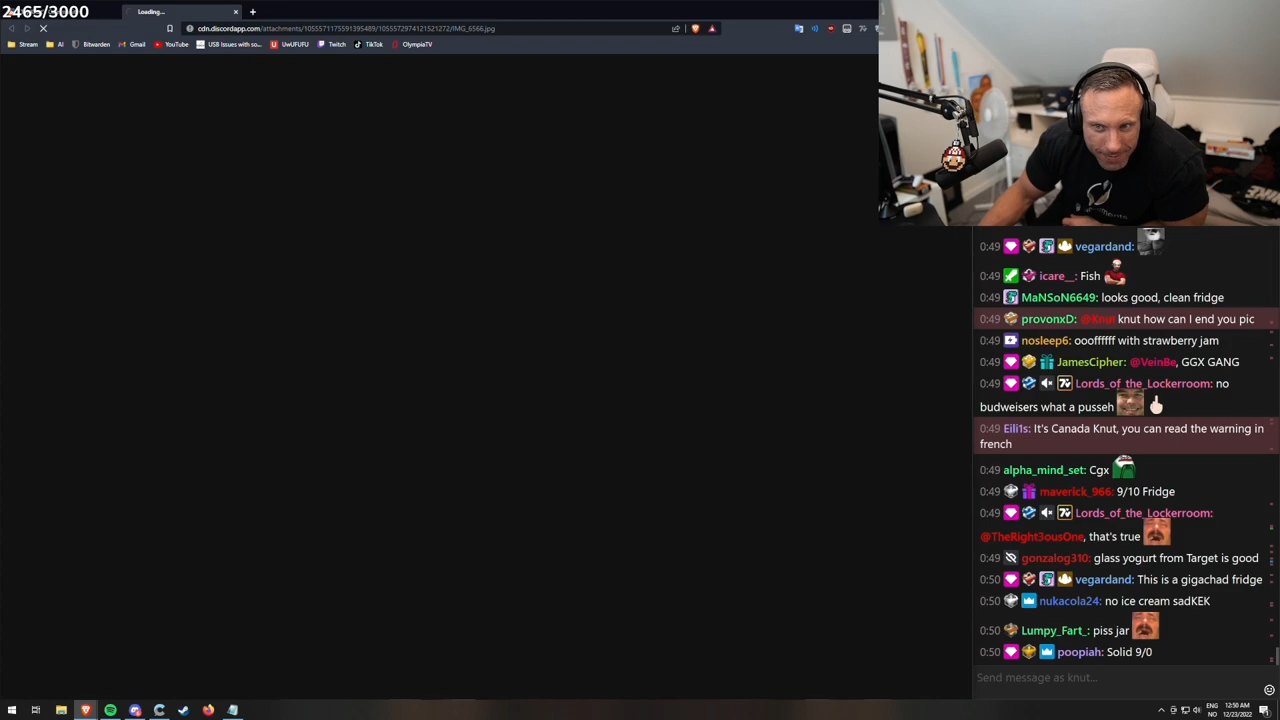 2465/3000
Loading...
cdn.discordapp.com/attachments/1055571175591395489/1055572974121521272/IMG_6566.jpg
Stream AI Bitwarden Gmail YouTube USB Issues with so... UwUFUFU Twitch TikTok OlympiaTV
0:49 vegardand:
0:49 icare__: Fish
0:49 MaNSoN6649: looks good, clean fridge
0:49 provonxD: @Knut knut how can I end you pic
0:49 nosleep6: oooffffff with strawberry jam
0:49 JamesCipher: @VeinBe, GGX GANG
0:49 Lords_of_the_Lockerroom: no
budweisers what a pusseh
0:49 Eili1s: It's Canada Knut, you can read the warning in
french
0:49 alpha_mind_set: Cgx
0:49 maverick_966: 9/10 Fridge
0:49 Lords_of_the_Lockerroom:
@TheRight3ousOne, that's true
0:49 gonzalog310: glass yogurt from Target is good
0:50 vegardand: This is a gigachad fridge
0:50 nukacola24: no ice cream sadKEK
0:50 Lumpy_Fart_: piss jar
0:50 poopiah: Solid 9/0
Send message as knut...
ENG 12:50 AM
NO 12/23/2022